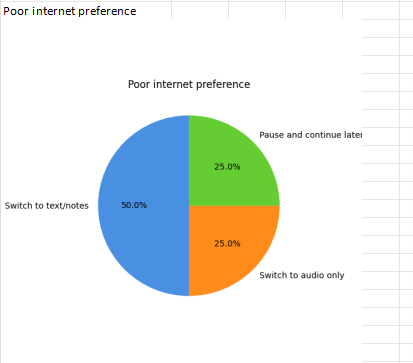 Poor internet preference
Poor internet preference
Pause and continue later
25.0%
Switch to text/notes
50.0%
25.0%
Switch to audio only